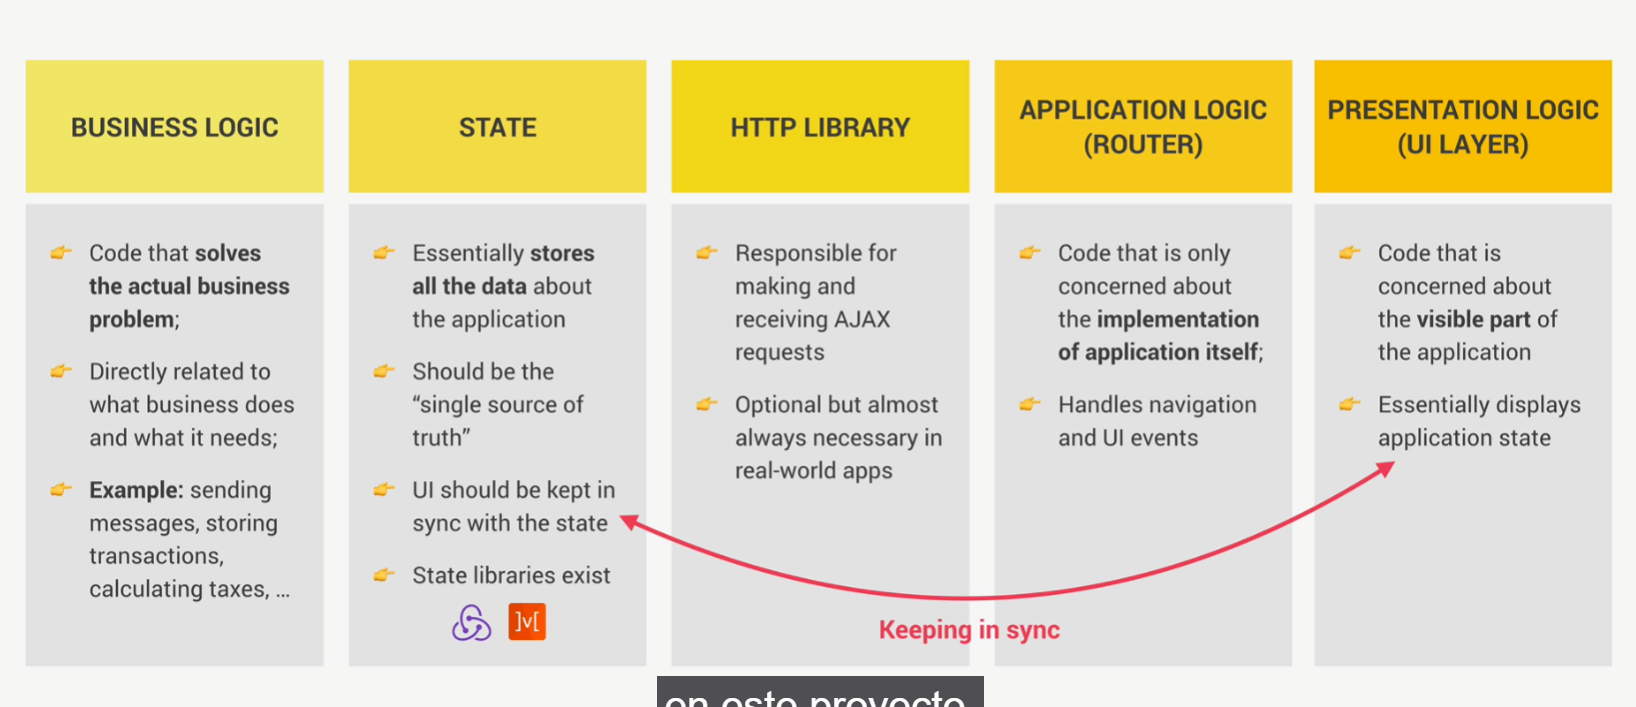 BUSINESS LOGIC
Code that solves
the actual business
problem;
Directly related to
what business does
and what it needs;
Example: sending
messages, storing
transactions,
calculating taxes, ...
STATE
Essentially stores
all the data about
the application
Should be the
“single source of
truth”
UI should be kept in
sync with the state
State libraries exist
]v[
HTTP LIBRARY
Responsible for
making and
receiving AJAX
requests
Optional but almost
always necessary in
real-world apps
APPLICATION LOGIC
(ROUTER)
Code that is only
concerned about
the implementation
of application itself;
Handles navigation
and UI events
PRESENTATION LOGIC
(UI LAYER)
Code that is
concerned about
the visible part of
the application
Essentially displays
application state
Keeping in sync
en este proyecto